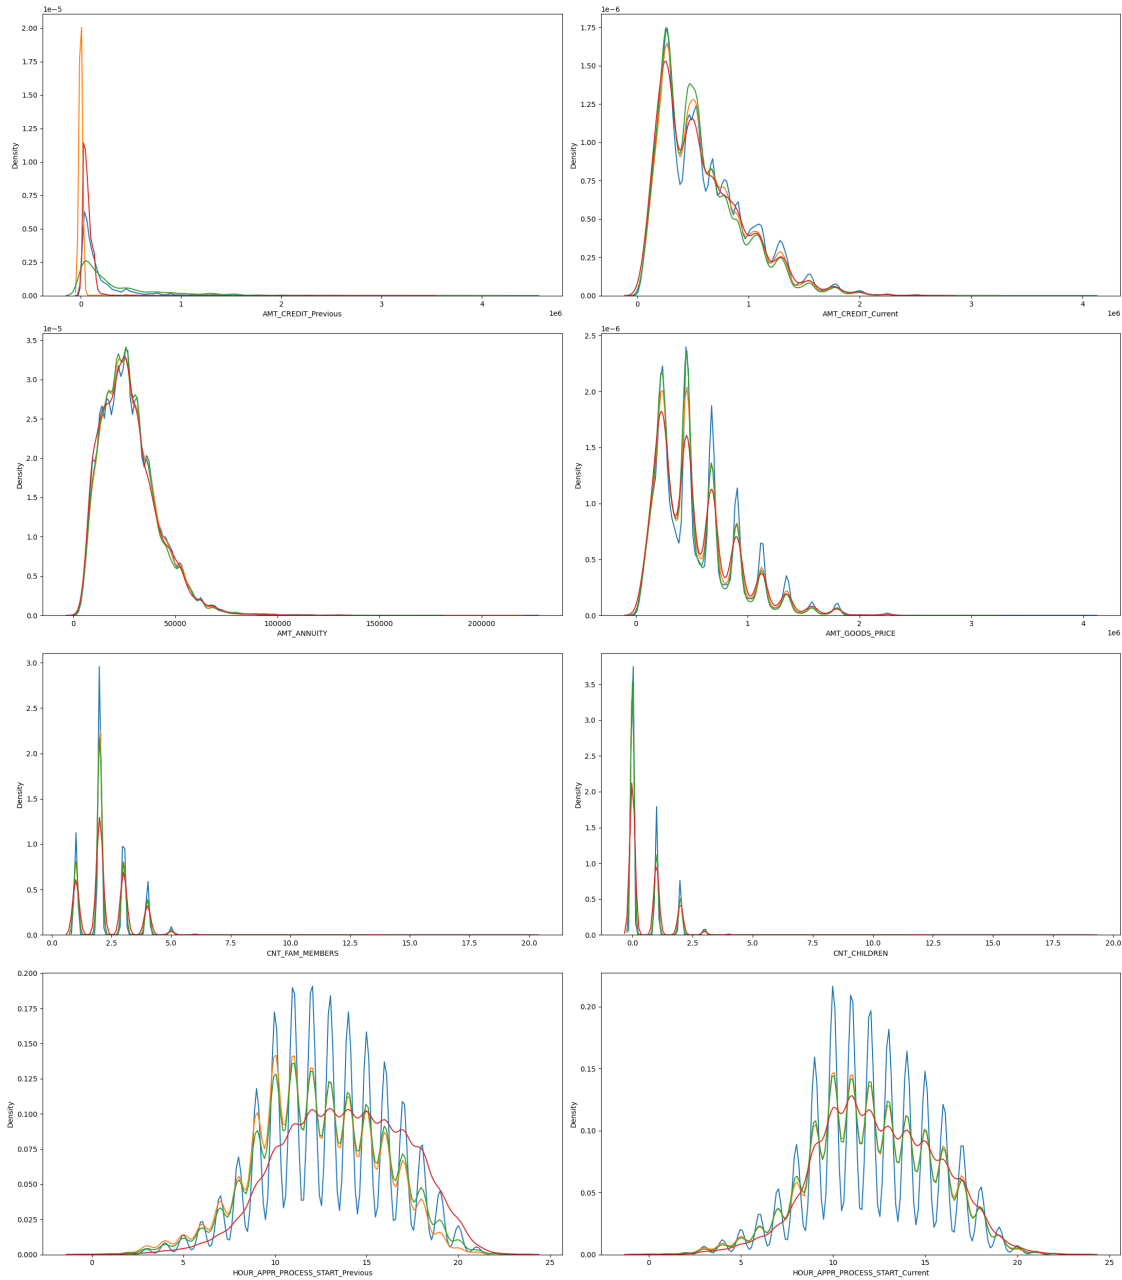 1e−5
1e−6
2.00
1.75
1.50
1.25
1.00
0.75
0.50
0.25
0.00
Density
0 1 2 3 4
1e6
AMT_CREDIT_Previous
1.75
1.50
1.25
1.00
0.75
0.50
0.25
0.00
Density
0 1 2 3 4
1e6
AMT_CREDIT_Current
1e−5
1e−6
3.5
3.0
2.5
2.0
1.5
1.0
0.5
0.0
Density
0 50000 100000 150000 200000
AMT_ANNUITY
2.5
2.0
1.5
1.0
0.5
0.0
Density
0 1 2 3 4
1e6
AMT_GOODS_PRICE
3.0
2.5
2.0
1.5
1.0
0.5
0.0
Density
0.0 2.5 5.0 7.5 10.0 12.5 15.0 17.5 20.0
CNT_FAM_MEMBERS
3.5
3.0
2.5
2.0
1.5
1.0
0.5
0.0
Density
0.0 2.5 5.0 7.5 10.0 12.5 15.0 17.5 20.0
CNT_CHILDREN
0.200
0.175
0.150
0.125
0.100
0.075
0.050
0.025
0.000
Density
0 5 10 15 20 25
HOUR_APPR_PROCESS_START_Previous
0.20
0.15
0.10
0.05
0.00
Density
0 5 10 15 20 25
HOUR_APPR_PROCESS_START_Current